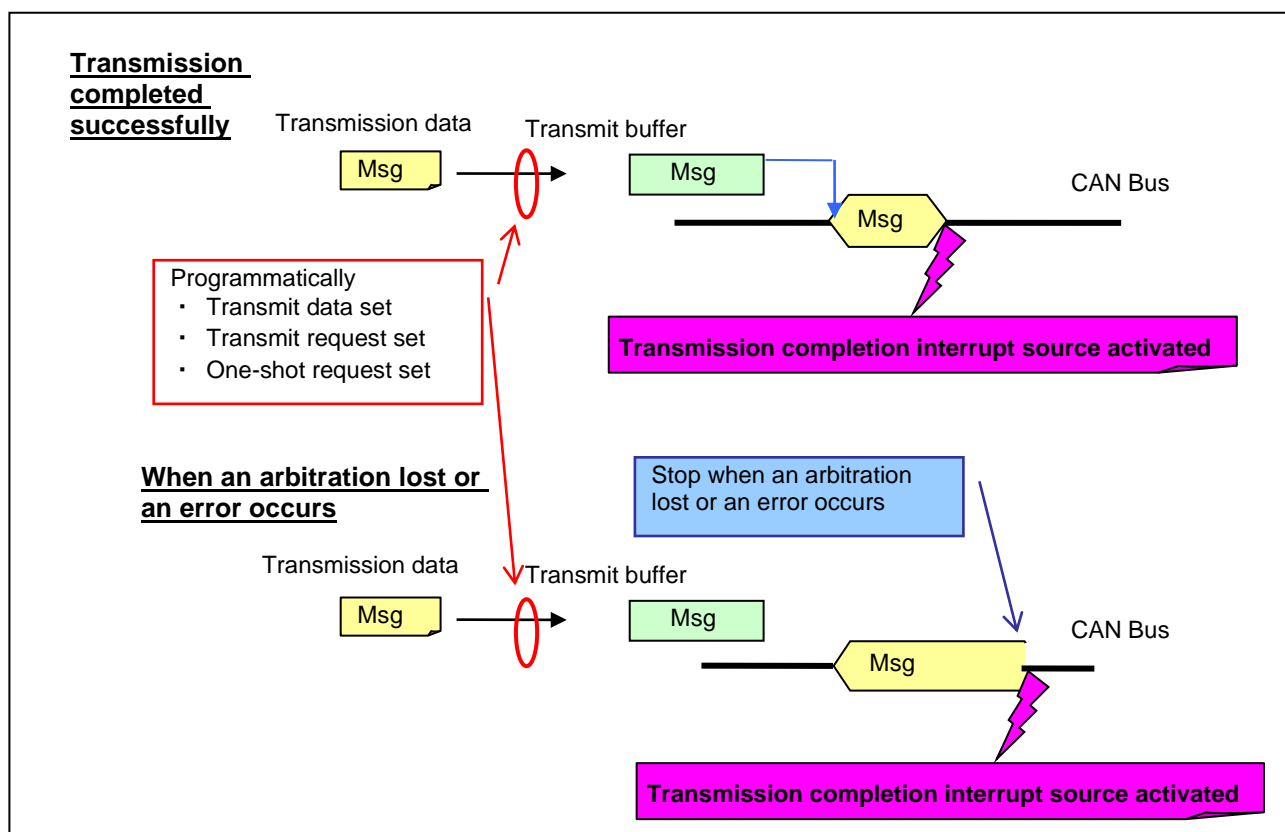 Transmission
completed
successfully
Transmission data
Transmit buffer
Msg
Msg
CAN Bus
Msg
Programmatically
・ Transmit data set
・ Transmit request set
・ One-shot request set
Transmission completion interrupt source activated
When an arbitration lost or
an error occurs
Stop when an arbitration
lost or an error occurs
Transmission data
Transmit buffer
Msg
Msg
CAN Bus
Msg
Transmission completion interrupt source activated